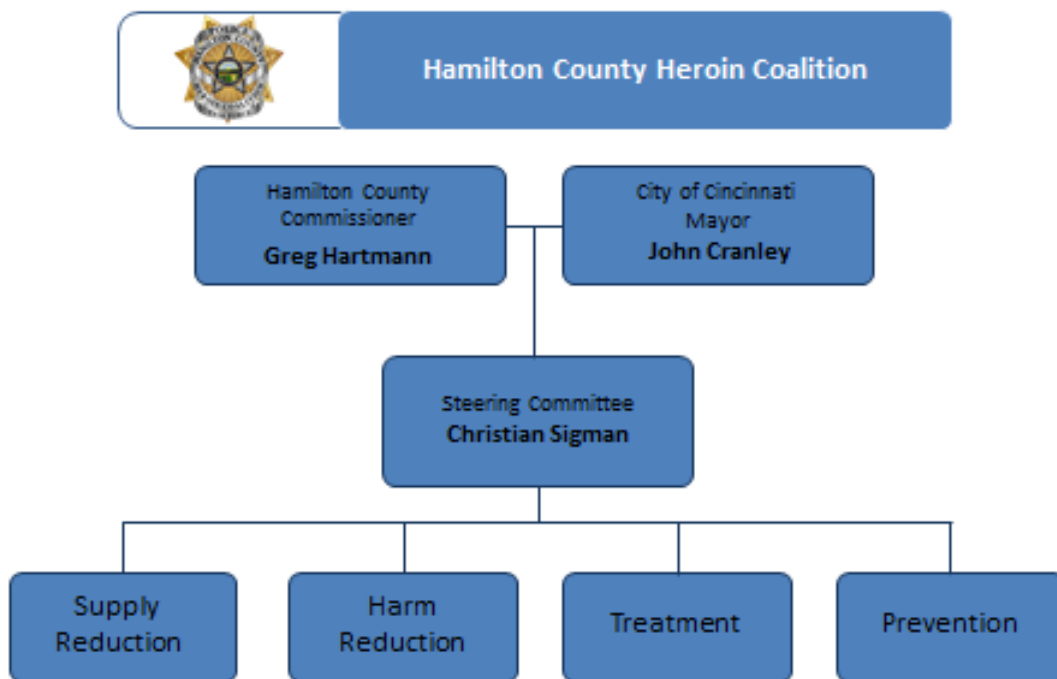 Hamilton County Heroin Coalition
Hamilton County
Commissioner
Greg Hartmann
City of Cincinnati
Mayor
John Cranley
Steering Committee
Christian Sigman
Supply
Reduction
Harm
Reduction
Treatment
Prevention